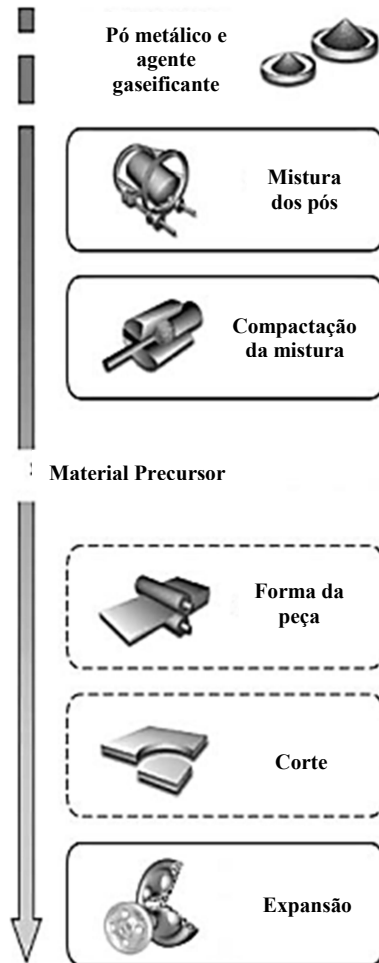 Pó metálico e
agente
gaseificante
Mistura
dos pós
Compactação
da mistura
Material Precursor
Forma da
peça
Corte
Expansão